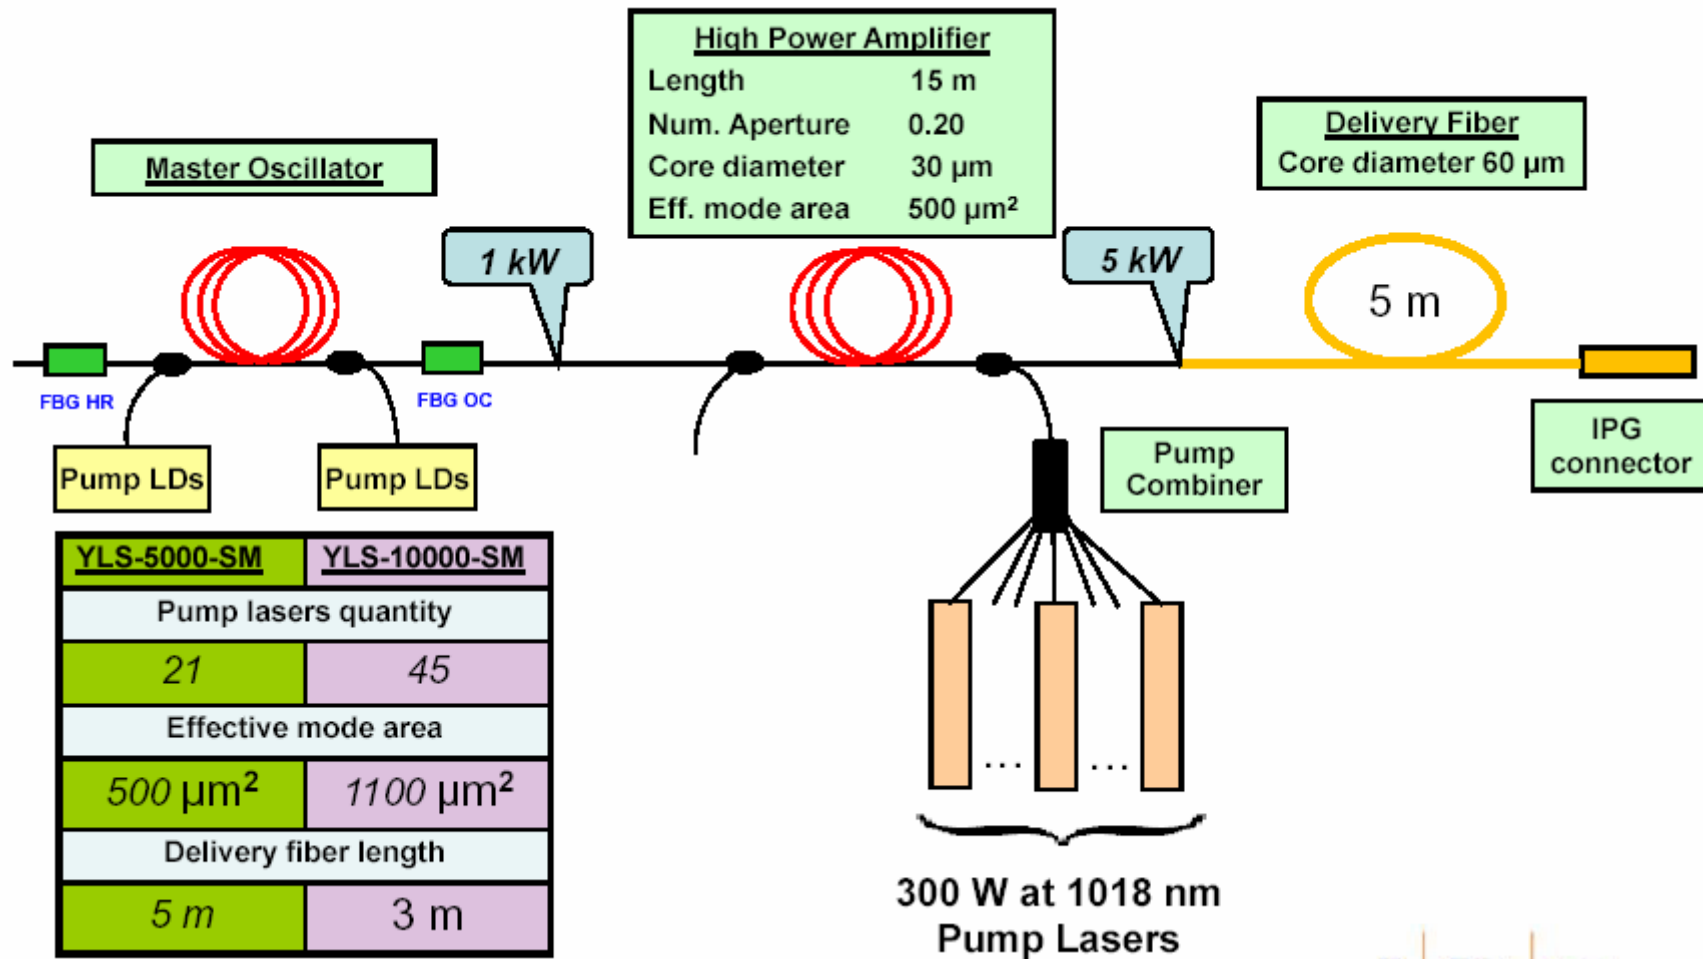 High Power Amplifier
Length 15 m
Num. Aperture 0.20
Core diameter 30 µm
Eff. mode area 500 µm²
Delivery Fiber
Core diameter 60 µm
Master Oscillator
1 kW
5 kW
5 m
FBG HR
FBG OC
Pump LDs
Pump LDs
Pump
Combiner
IPG
connector
YLS-5000-SM YLS-10000-SM
Pump lasers quantity
21 45
Effective mode area
500 µm² 1100 µm²
Delivery fiber length
5 m 3 m
... ...
300 W at 1018 nm
Pump Lasers